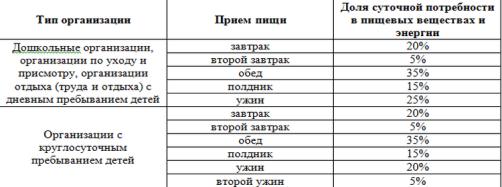 Тип организации Прием пищи Доля суточной потребности
в пищевых веществах и
энергии
Дошкольные организации,
организации по уходу и
присмотру, организации
отдыха (труда и отдыха) с
дневным пребыванием детей
завтрак 20%
второй завтрак 5%
обед 35%
полдник 15%
ужин 25%
Организации с
круглосуточным
пребыванием детей
завтрак 20%
второй завтрак 5%
обед 35%
полдник 15%
ужин 20%
второй ужин 5%